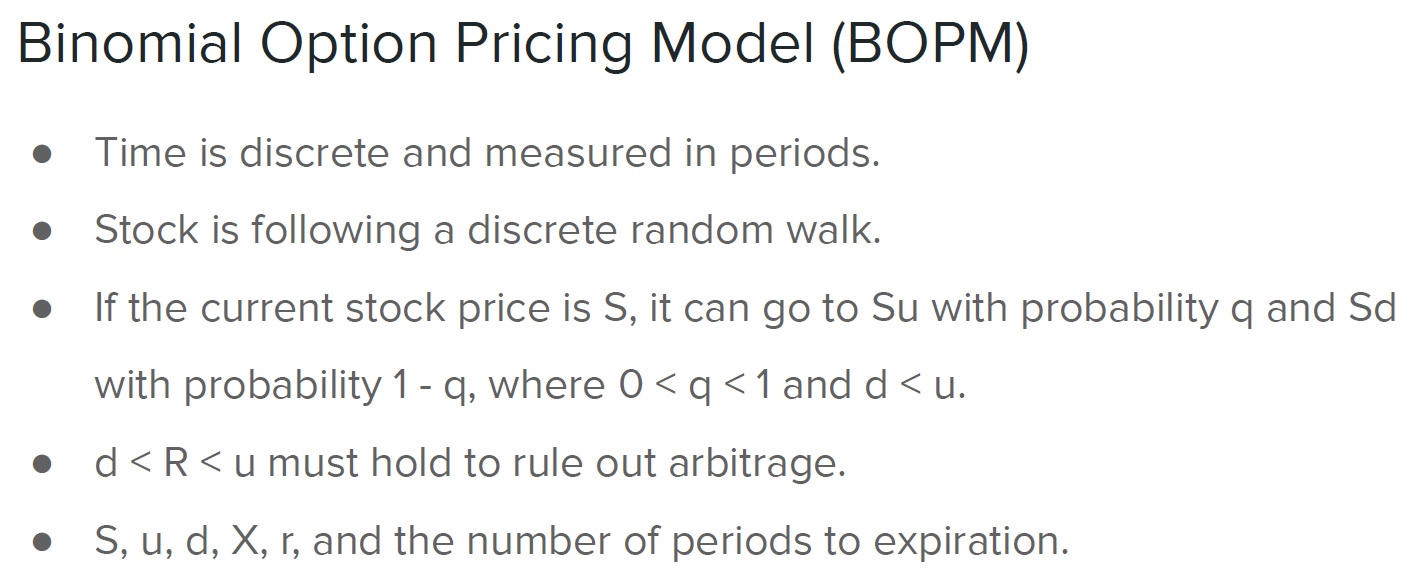 Binomial Option Pricing Model (BOPM)
● Time is discrete and measured in periods.
● Stock is following a discrete random walk.
● If the current stock price is S, it can go to Su with probability q and Sd
with probability 1 - q, where 0 < q < 1 and d < u.
● d < R < u must hold to rule out arbitrage.
● S, u, d, X, r, and the number of periods to expiration.